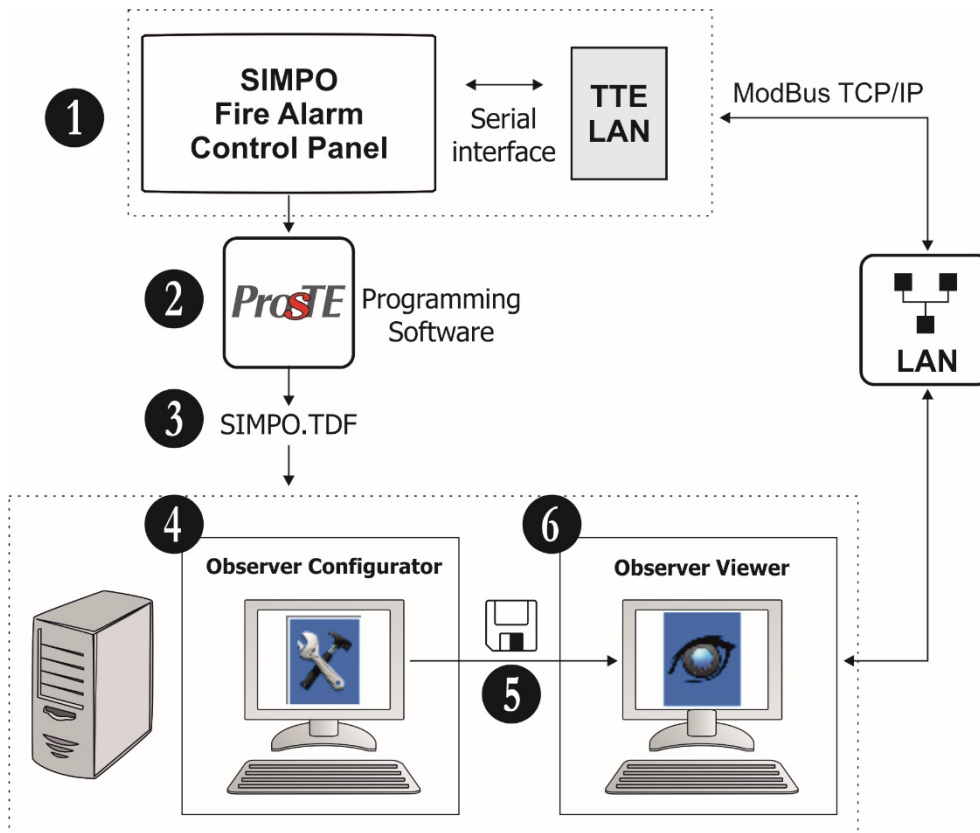 1
SIMPO
Fire Alarm
Control Panel
Serial
interface
TTE
LAN
ModBus TCP/IP
2
ProsTE
Programming
Software
LAN
3
SIMPO.TDF
4
Observer Configurator
5
6
Observer Viewer